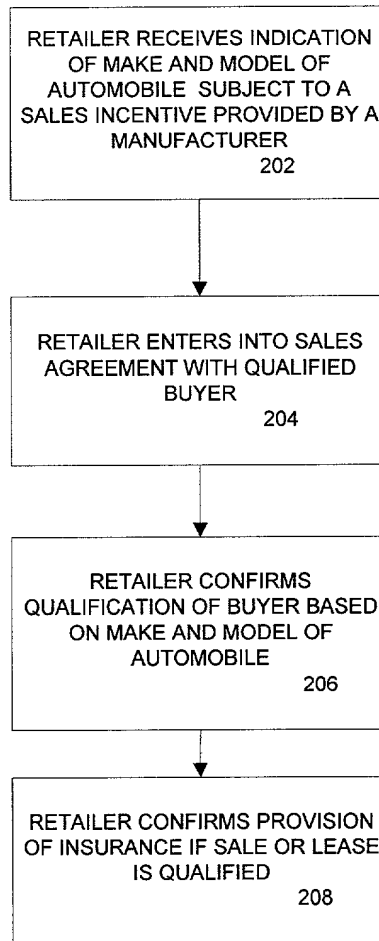 RETAILER RECEIVES INDICATION
OF MAKE AND MODEL OF
AUTOMOBILE SUBJECT TO A
SALES INCENTIVE PROVIDED BY A
MANUFACTURER
202
RETAILER ENTERS INTO SALES
AGREEMENT WITH QUALIFIED
BUYER
204
RETAILER CONFIRMS
QUALIFICATION OF BUYER BASED
ON MAKE AND MODEL OF
AUTOMOBILE
206
RETAILER CONFIRMS PROVISION
OF INSURANCE IF SALE OR LEASE
IS QUALIFIED
208